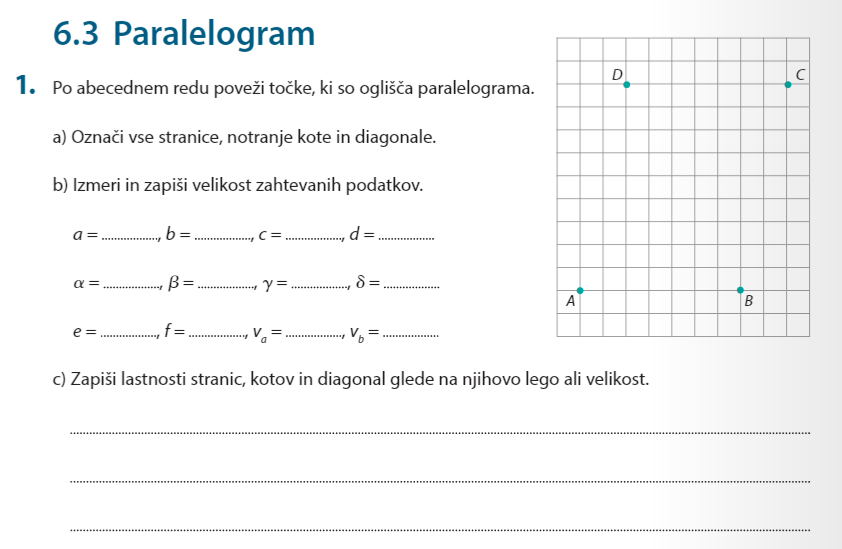 6.3 Paralelogram
1. Po abecednem redu poveži točke, ki so oglišča paralelograma.
a) Označi vse stranice, notranje kote in diagonale.
b) Izmeri in zapiši velikost zahtevanih podatkov.
a = ................., b = ................., c = ................., d = .................
α = ................., β = ................., γ = ................., δ = .................
e = ................., f = ................., vₐ = ................., v_b = .................
c) Zapiši lastnosti stranic, kotov in diagonal glede na njihovo lego ali velikost.
D
C
A
B